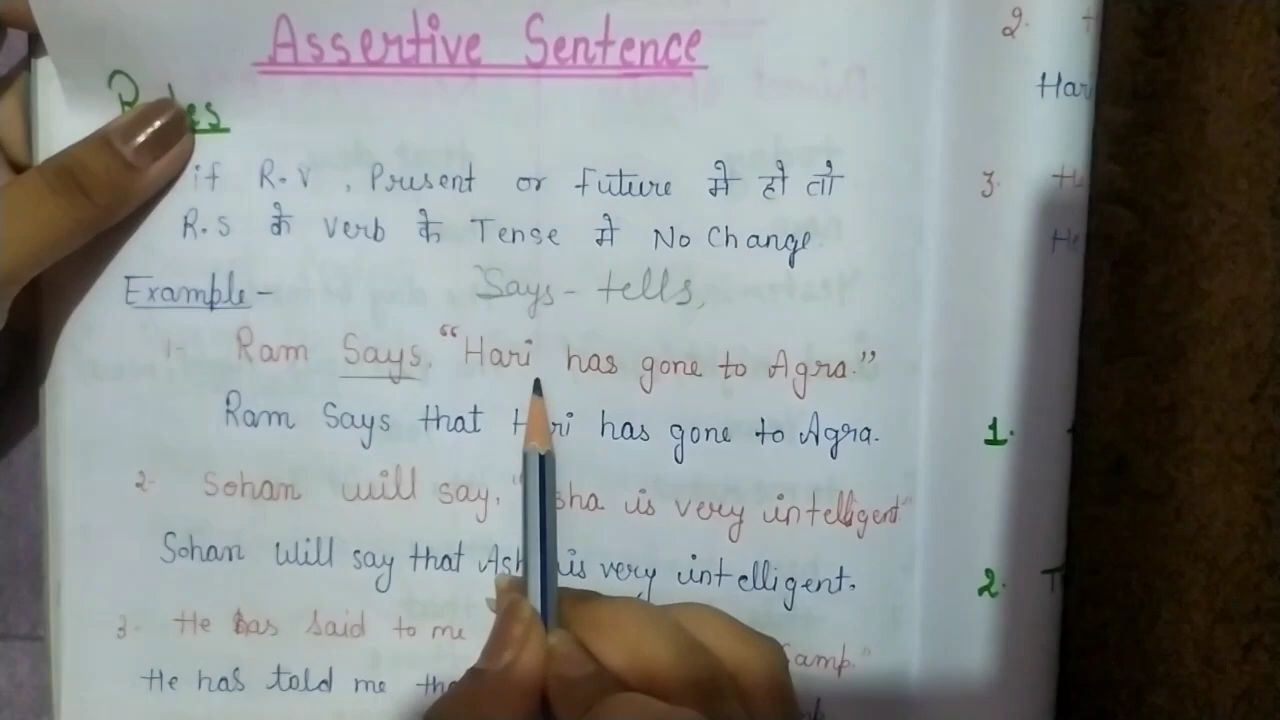 Assertive Sentence
if R.V , Present or Future में हो तो
R.S के Verb के Tense में No Change
Example -
Says - tells,
1- Ram Says, "Hari has gone to Agra."
Ram Says that Hari has gone to Agra.
2- Sohan will say, " is very intelligent"
Sohan will say that Asha is very intelligent.
3- He has said to me
He has told me
2.
Har
3.
He
1.
2. T